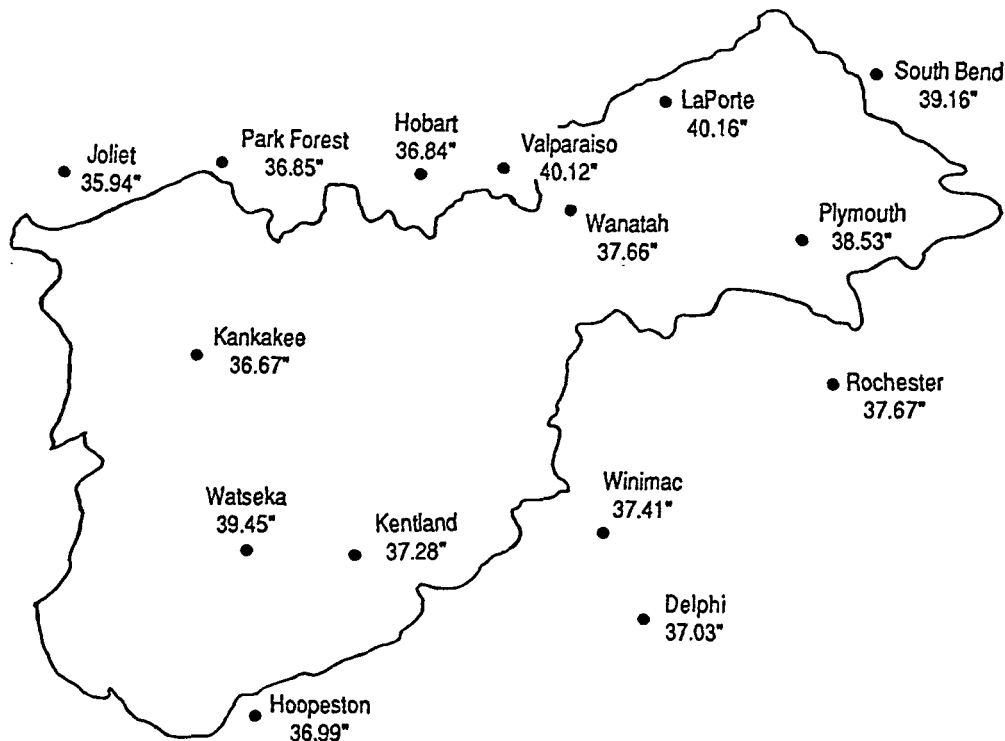 South Bend
39.16"
LaPorte
40.16"
Hobart
36.84"
Park Forest
36.85"
Valparaiso
40.12"
Joliet
35.94"
Wanatah
37.66"
Plymouth
38.53"
Kankakee
36.67"
Rochester
37.67"
Winimac
37.41"
Watseka
39.45"
Kentland
37.28"
Delphi
37.03"
Hoopeston
36.99"